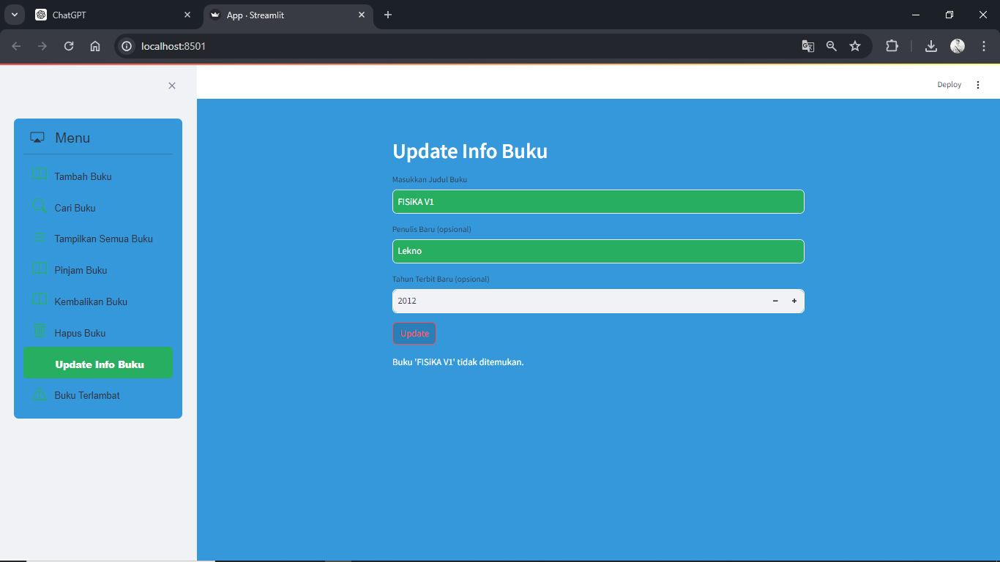 ChatGPT
App · Streamlit
localhost:8501
Deploy
Menu
Tambah Buku
Cari Buku
Tampilkan Semua Buku
Pinjam Buku
Kembalikan Buku
Hapus Buku
Update Info Buku
Buku Terlambat
Update Info Buku
Masukkan Judul Buku
FISiKA V1
Penulis Baru (opsional)
Lekno
Tahun Terbit Baru (opsional)
2012
Update
Buku 'FISiKA V1' tidak ditemukan.